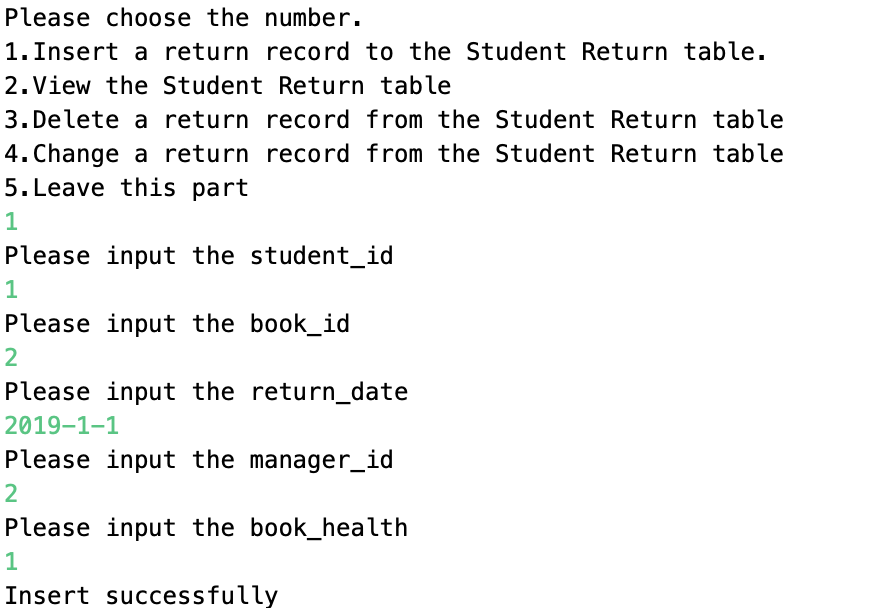 Please choose the number.
1.Insert a return record to the Student Return table.
2.View the Student Return table
3.Delete a return record from the Student Return table
4.Change a return record from the Student Return table
5.Leave this part
1
Please input the student_id
1
Please input the book_id
2
Please input the return_date
2019-1-1
Please input the manager_id
2
Please input the book_health
1
Insert successfully